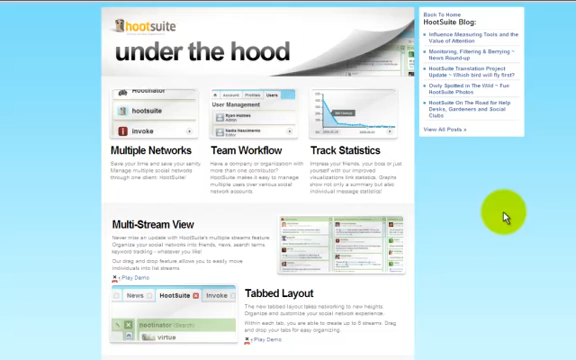 hootsuite
under the hood
Back To Home
HootSuite Blog:
Influence Measuring Tools and the
Value of Attention
Monitoring, Filtering & Berrying ~
News Round-up
HootSuite Translation Project
Update ~ Which bird will fly first?
Owly Spotted in The Wild ~ Fun
HootSuite Photos
HootSuite On The Road for Help
Desks, Gardeners and Social
Clubs
View All Posts »
hootsuite
invoke
Account Profiles Users
User Management
Ryan Holmes
Multiple Networks
Team Workflow
Track Statistics
Save your time and save your sanity.
Manage multiple social networks
through one client: HootSuite!
Have a company or organization with
more than one contributor?
HootSuite makes it easy to manage
multiple users over various social
network accounts.
Impress your friends, your boss or just
yourself with our improved
visualizations link statistics. Graphs
show not only a summary but also
individual message statistics!
Multi-Stream View
Never miss an update with HootSuite's multiple streams feature.
Organize your social networks into friends, news, search terms,
keyword tracking - whatever you like!
Our drag and drop feature allows you to easily move
individuals into list streams
Play Demo
News HootSuite Invoke
hootinator (Search)
virtue
Tabbed Layout
The new tabbed layout takes networking to new heights.
Organize and customize your social network experience.
Within each tab, you are able to create up to 6 streams. Drag
and drop your tabs for easy organizing.
Play Demo